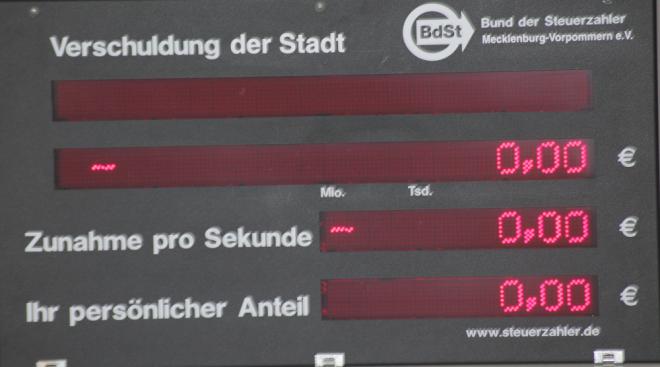 Verschuldung der Stadt
BdSt
Bund der Steuerzahler
Mecklenburg-Vorpommern e.V.
- 0,00 €
Mio. Tsd.
Zunahme pro Sekunde - 0,00 €
Ihr persönlicher Anteil 0,00 €
www.steuerzahler.de